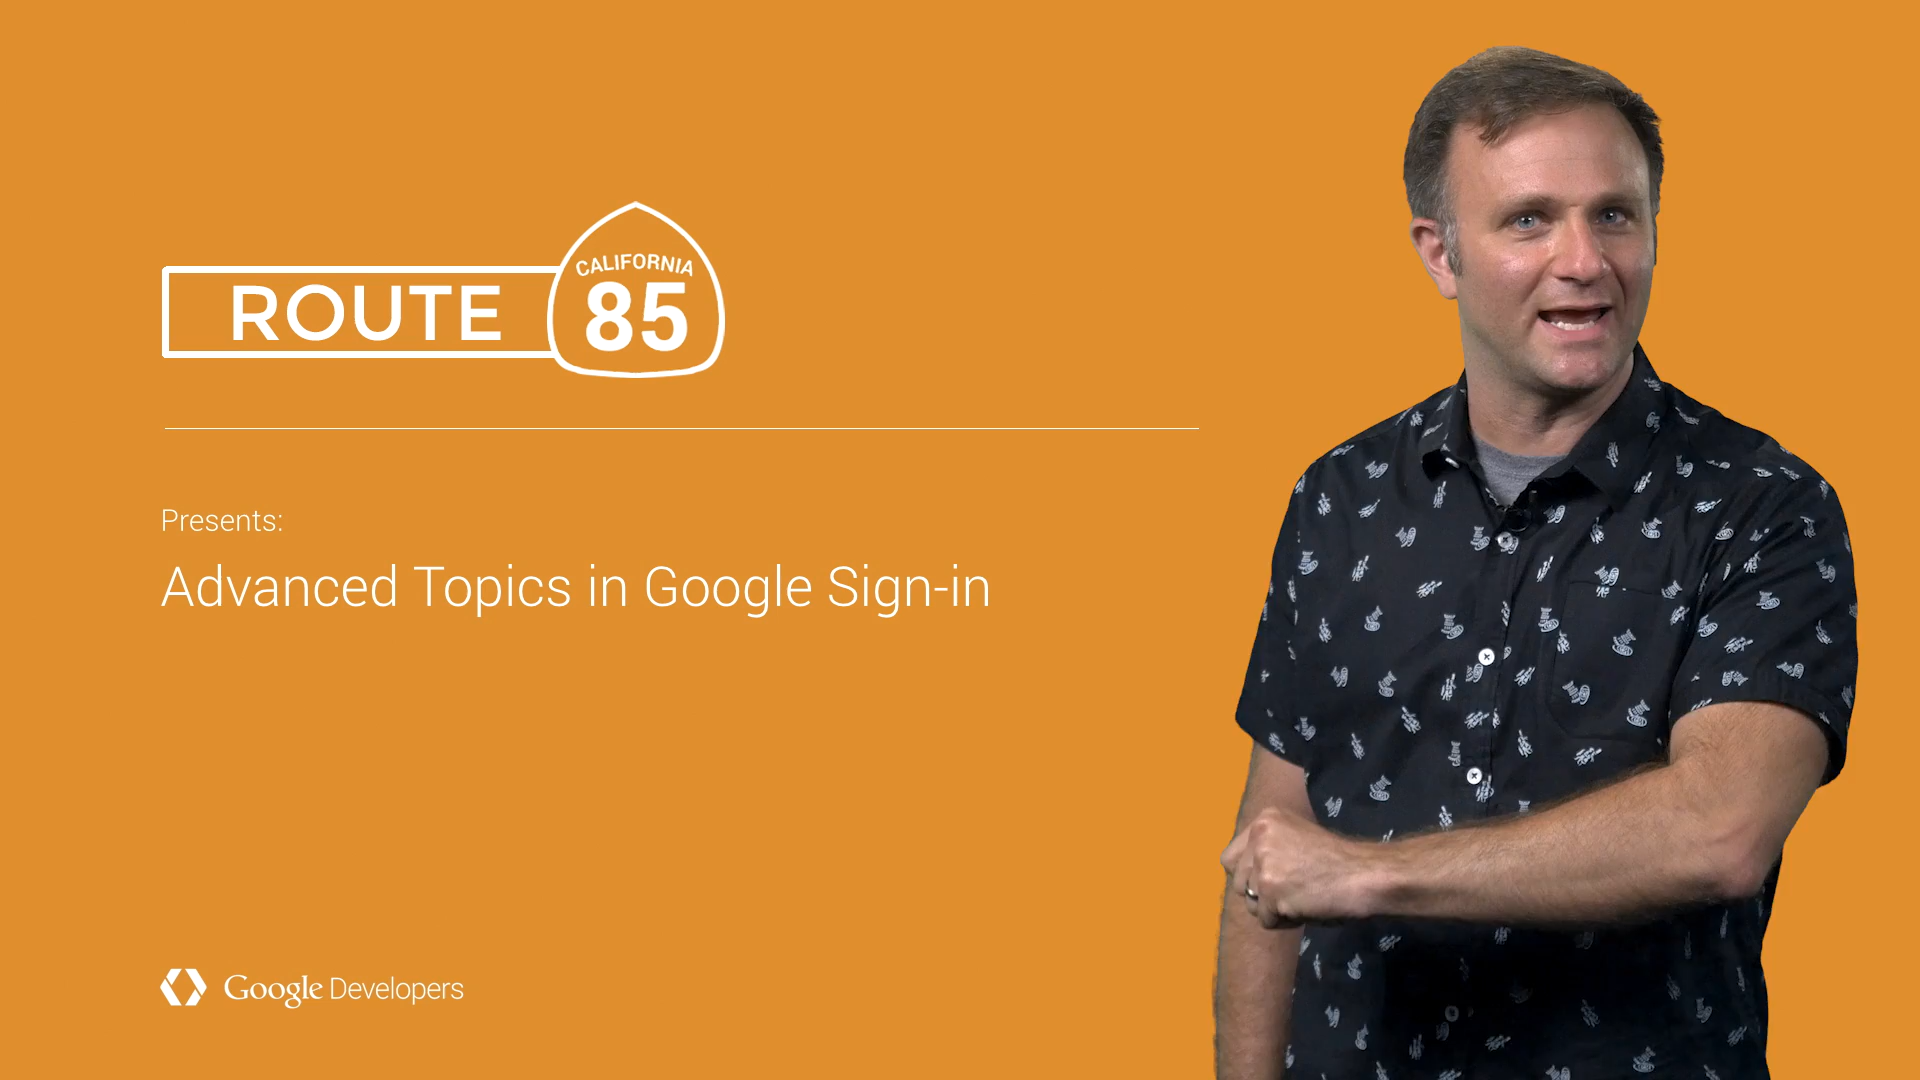 ROUTE
CALIFORNIA
85
Presents:
Advanced Topics in Google Sign-in
Google Developers